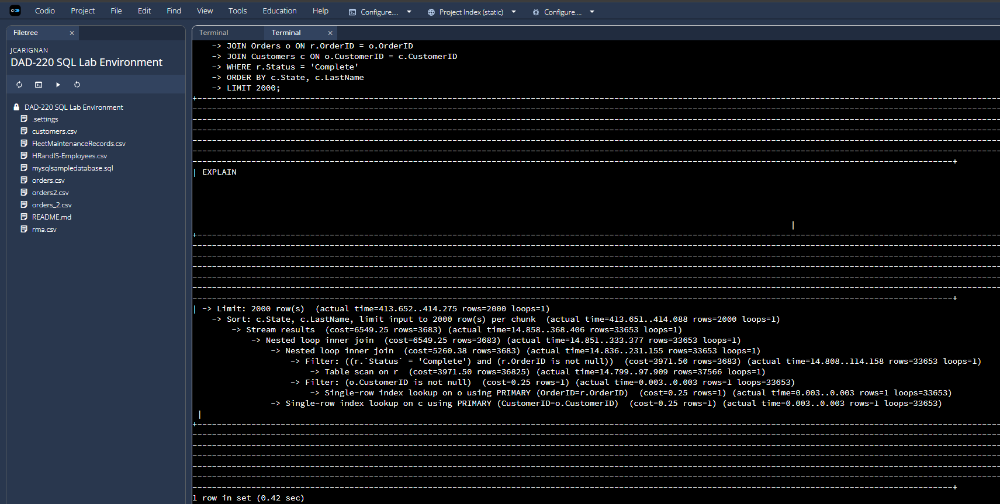 Codio Project File Edit Find View Tools Education Help Configure.... Project Index (static) Configure....
Filetree
JCARIGNAN
DAD-220 SQL Lab Environment
DAD-220 SQL Lab Environment
.settings
customers.csv
FleetMaintenanceRecords.csv
HRandIS-Employees.csv
mysqlsampledatabase.sql
orders.csv
orders2.csv
orders_2.csv
README.md
rma.csv
Terminal Terminal
-> JOIN Orders o ON r.OrderID = o.OrderID
-> JOIN Customers c ON o.CustomerID = c.CustomerID
-> WHERE r.Status = 'Complete'
-> ORDER BY c.State, c.LastName
-> LIMIT 2000;
| EXPLAIN
|
| -> Limit: 2000 row(s)  (actual time=413.652..414.275 rows=2000 loops=1)
-> Sort: c.State, c.LastName, limit input to 2000 row(s) per chunk  (actual time=413.651..414.088 rows=2000 loops=1)
-> Stream results  (cost=6549.25 rows=3683) (actual time=14.858..368.406 rows=33653 loops=1)
-> Nested loop inner join  (cost=6549.25 rows=3683) (actual time=14.851..333.377 rows=33653 loops=1)
-> Nested loop inner join  (cost=5260.38 rows=3683) (actual time=14.836..231.155 rows=33653 loops=1)
-> Filter: ((r.`Status` = 'Complete') and (r.OrderID is not null))  (cost=3971.50 rows=3683) (actual time=14.808..114.158 rows=33653 loops=1)
-> Table scan on r  (cost=3971.50 rows=36825) (actual time=14.799..97.909 rows=37566 loops=1)
-> Filter: (o.CustomerID is not null)  (cost=0.25 rows=1) (actual time=0.003..0.003 rows=1 loops=33653)
-> Single-row index lookup on o using PRIMARY (OrderID=r.OrderID)  (cost=0.25 rows=1) (actual time=0.003..0.003 rows=1 loops=33653)
-> Single-row index lookup on c using PRIMARY (CustomerID=o.CustomerID)  (cost=0.25 rows=1) (actual time=0.003..0.003 rows=1 loops=33653)
|
1 row in set (0.42 sec)